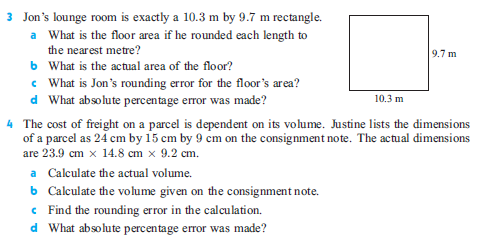 3 Jon's lounge room is exactly a 10.3 m by 9.7 m rectangle.
a What is the floor area if he rounded each length to
the nearest metre?
b What is the actual area of the floor?
c What is Jon's rounding error for the floor's area?
d What absolute percentage error was made?
9.7 m
10.3 m
4 The cost of freight on a parcel is dependent on its volume. Justine lists the dimensions
of a parcel as 24 cm by 15 cm by 9 cm on the consignment note. The actual dimensions
are 23.9 cm × 14.8 cm × 9.2 cm.
a Calculate the actual volume.
b Calculate the volume given on the consignment note.
c Find the rounding error in the calculation.
d What absolute percentage error was made?